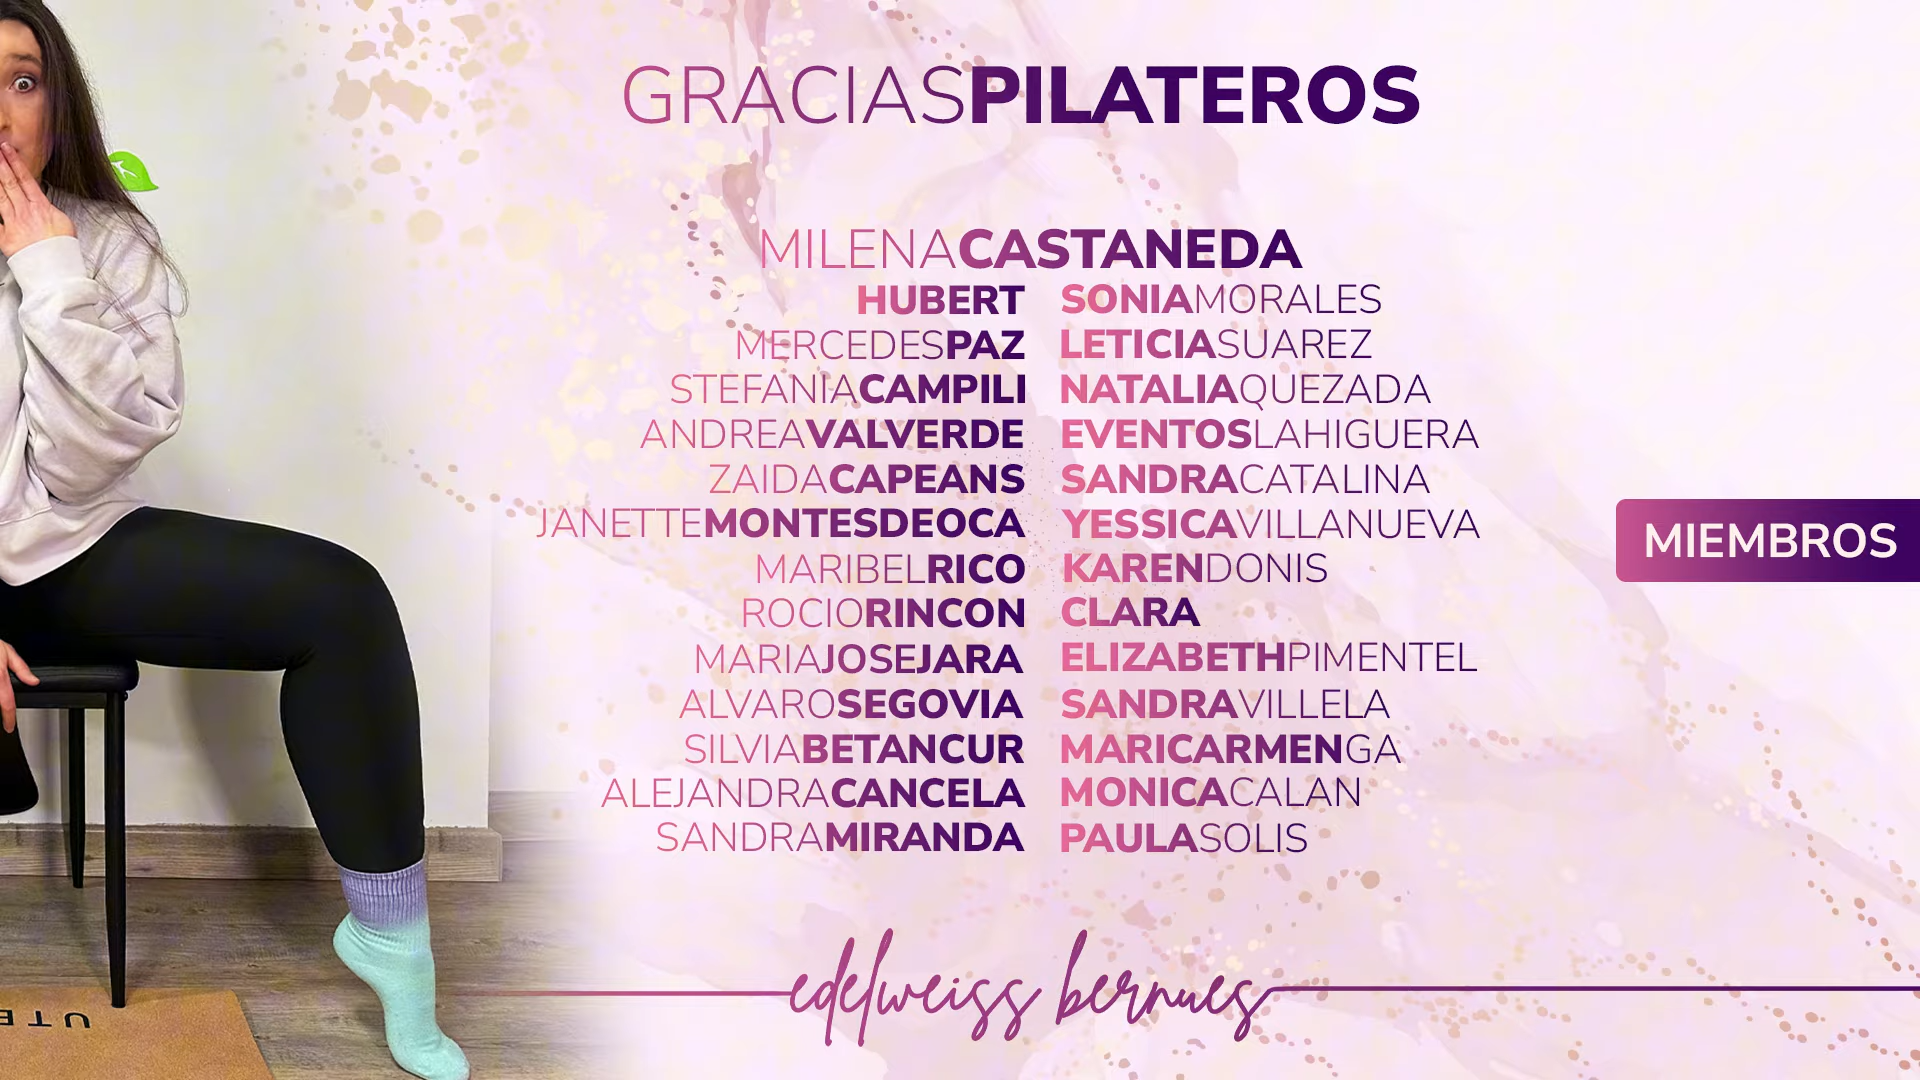 GRACIASPILATEROS
MILENACASTANEDA
HUBERT SONIAMORALES
MERCEDESPAZ LETICIASUAREZ
STEFANIACAMPILI NATALIAQUEZADA
ANDREAVALVERDE EVENTOSLAHIGUERA
ZAIDACAPEANS SANDRACATALINA
JANETTEMONTESDEOCA YESSICAVILLANUEVA
MIEMBROS
MARIBELRICO KARENDONIS
ROCIORINCON CLARA
MARIAJOSEJARA ELIZABETHPIMENTEL
ALVAROSEGOVIA SANDRAVILLELA
SILVIABETANCUR MARICARMENGA
ALEJANDRACANCELA MONICACALAN
SANDRAMIRANDA PAULASOLIS
edelweiss bernues